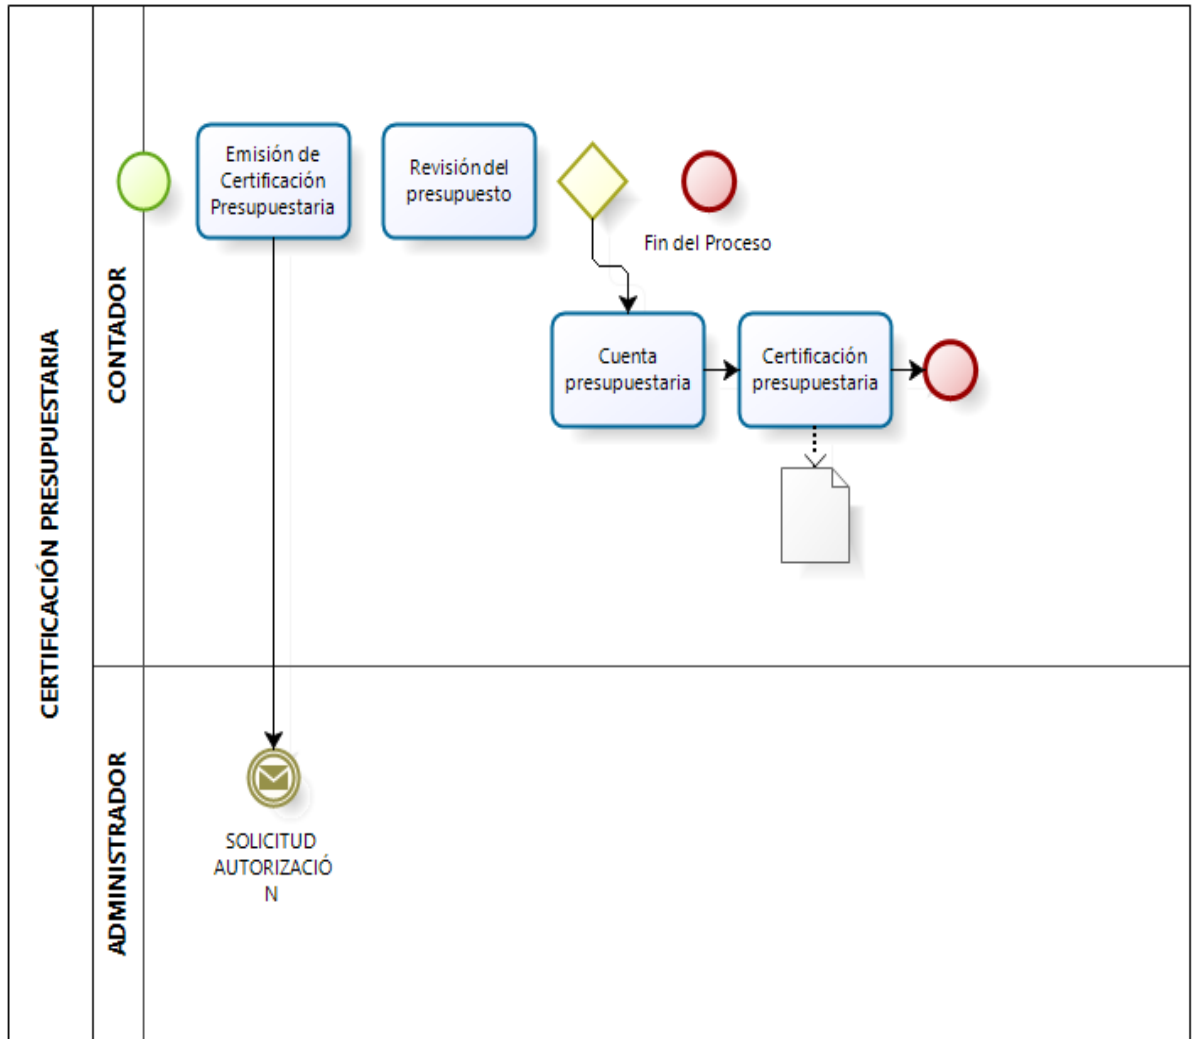 CERTIFICACIÓN PRESUPUESTARIA
CONTADOR
Emisión de
Certificación
Presupuestaria
Revisión del
presupuesto
Fin del Proceso
Cuenta
presupuestaria
Certificación
presupuestaria
ADMINISTRADOR
SOLICITUD
AUTORIZACIÓ
N